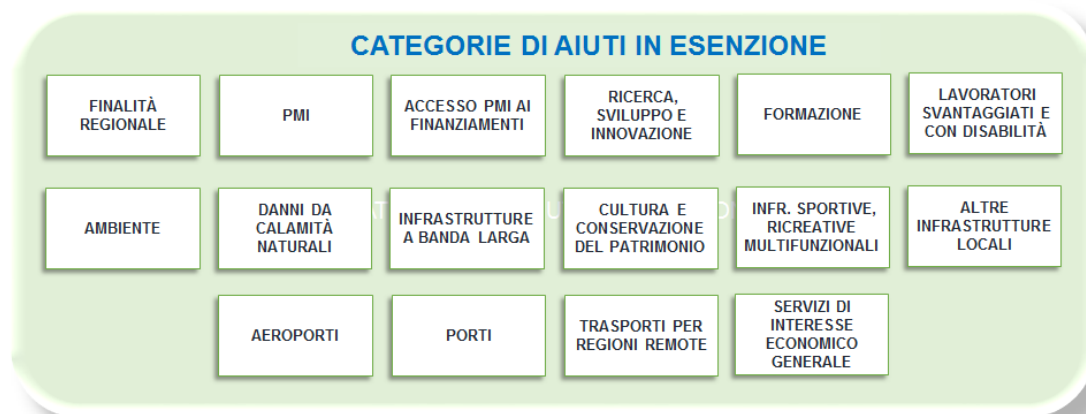 CATEGORIE DI AIUTI IN ESENZIONE
FINALITÀ
REGIONALE
PMI
ACCESSO PMI AI
FINANZIAMENTI
RICERCA,
SVILUPPO E
INNOVAZIONE
FORMAZIONE
LAVORATORI
SVANTAGGIATI E
CON DISABILITÀ
AMBIENTE
DANNI DA
CALAMITÀ
NATURALI
INFRASTRUTTURE
A BANDA LARGA
CULTURA E
CONSERVAZIONE
DEL PATRIMONIO
INFR. SPORTIVE,
RICREATIVE
MULTIFUNZIONALI
ALTRE
INFRASTRUTTURE
LOCALI
AEROPORTI
PORTI
TRASPORTI PER
REGIONI REMOTE
SERVIZI DI
INTERESSE
ECONOMICO
GENERALE